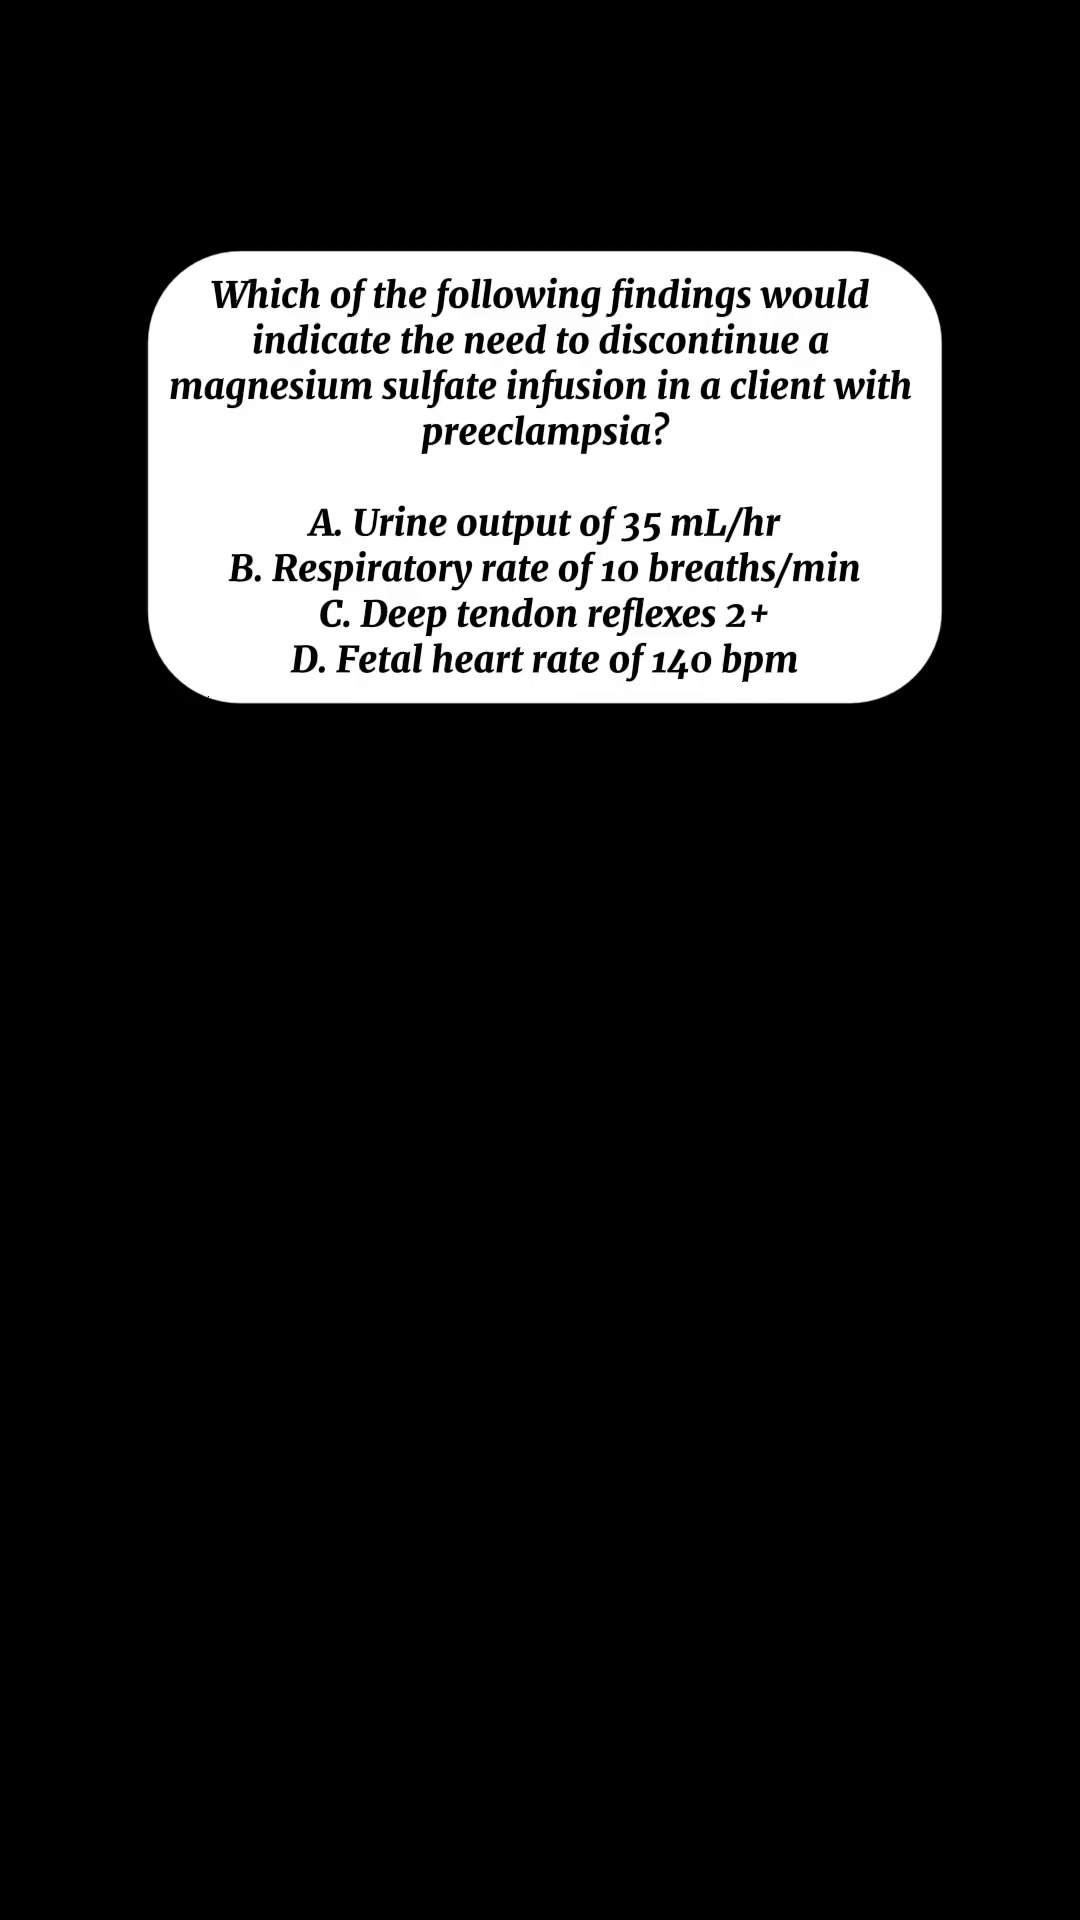 Which of the following findings would
indicate the need to discontinue a
magnesium sulfate infusion in a client with
preeclampsia?
A. Urine output of 35 mL/hr
B. Respiratory rate of 10 breaths/min
C. Deep tendon reflexes 2+
D. Fetal heart rate of 140 bpm